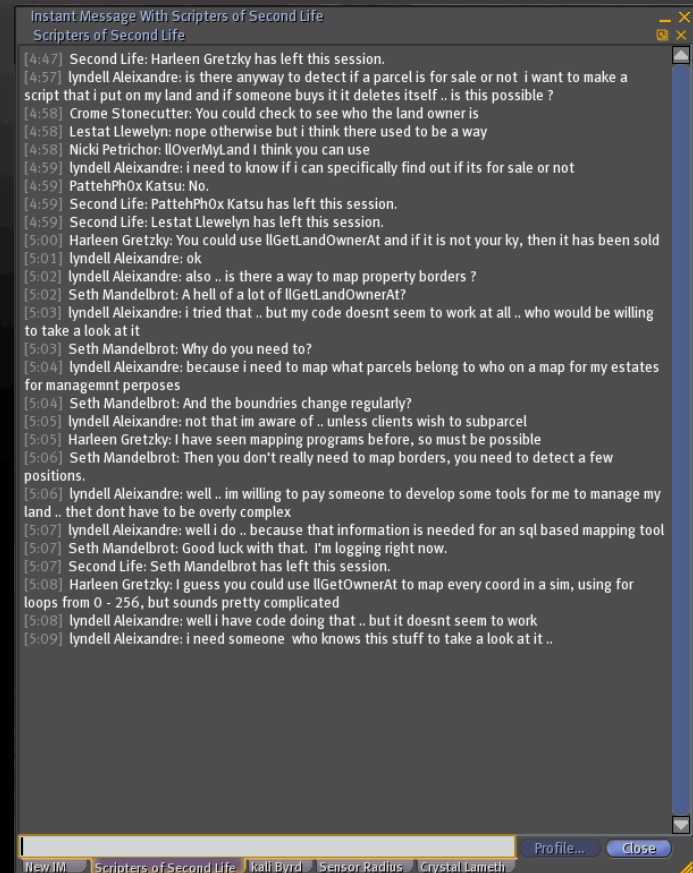 Instant Message With Scripters of Second Life
Scripters of Second Life
[4:47] Second Life: Harleen Gretzky has left this session.
[4:57] lyndell Aleixandre: is there anyway to detect if a parcel is for sale or not i want to make a
script that i put on my land and if someone buys it it deletes itself .. is this possible ?
[4:58] Crome Stonecutter: You could check to see who the land owner is
[4:58] Lestat Llewelyn: nope otherwise but i think there used to be a way
[4:58] Nicki Petrichor: llOverMyLand I think you can use
[4:59] lyndell Aleixandre: i need to know if i can specifically find out if its for sale or not
[4:59] PattehPh0x Katsu: No.
[4:59] Second Life: PattehPh0x Katsu has left this session.
[4:59] Second Life: Lestat Llewelyn has left this session.
[5:00] Harleen Gretzky: You could use llGetLandOwnerAt and if it is not your ky, then it has been sold
[5:01] lyndell Aleixandre: ok
[5:02] lyndell Aleixandre: also .. is there a way to map property borders ?
[5:02] Seth Mandelbrot: A hell of a lot of llGetLandOwnerAt?
[5:03] lyndell Aleixandre: i tried that .. but my code doesnt seem to work at all .. who would be willing
to take a look at it
[5:03] Seth Mandelbrot: Why do you need to?
[5:04] lyndell Aleixandre: because i need to map what parcels belong to who on a map for my estates
for managemnt perposes
[5:04] Seth Mandelbrot: And the boundries change regularly?
[5:05] lyndell Aleixandre: not that im aware of .. unless clients wish to subparcel
[5:05] Harleen Gretzky: I have seen mapping programs before, so must be possible
[5:06] Seth Mandelbrot: Then you don't really need to map borders, you need to detect a few
positions.
[5:06] lyndell Aleixandre: well .. im willing to pay someone to develop some tools for me to manage my
land .. thet dont have to be overly complex
[5:07] lyndell Aleixandre: well i do .. because that information is needed for an sql based mapping tool
[5:07] Seth Mandelbrot: Good luck with that. I'm logging right now.
[5:07] Second Life: Seth Mandelbrot has left this session.
[5:08] Harleen Gretzky: I guess you could use llGetOwnerAt to map every coord in a sim, using for
loops from 0 - 256, but sounds pretty complicated
[5:08] lyndell Aleixandre: well i have code doing that .. but it doesnt seem to work
[5:09] lyndell Aleixandre: i need someone who knows this stuff to take a look at it ..
Profile... Close
New IM Scripters of Second Life kali Byrd Sensor Radius Crystal Lameth